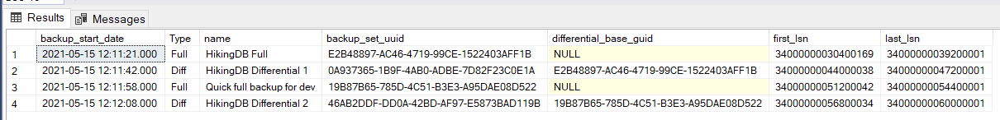 Results Messages
backup_start_date Type name backup_set_uuid differential_base_guid first_lsn last_lsn
1 2021-05-15 12:11:21.000 Full HikingDB Full E2B48897-AC46-4719-99CE-1522403AFF1B NULL 34000000030400169 34000000039200001
2 2021-05-15 12:11:42.000 Diff HikingDB Differential 1 0A937365-1B9F-4AB0-ADBE-7D82F23C0E1A E2B48897-AC46-4719-99CE-1522403AFF1B 34000000044000038 34000000047200001
3 2021-05-15 12:11:58.000 Full Quick full backup for dev 19B87B65-785D-4C51-B3E3-A95DAE08D522 NULL 34000000051200042 34000000054400001
4 2021-05-15 12:12:08.000 Diff HikingDB Differential 2 46AB2DDF-DD0A-42BD-AF97-E5873BAD119B 19B87B65-785D-4C51-B3E3-A95DAE08D522 34000000056800034 34000000060000001